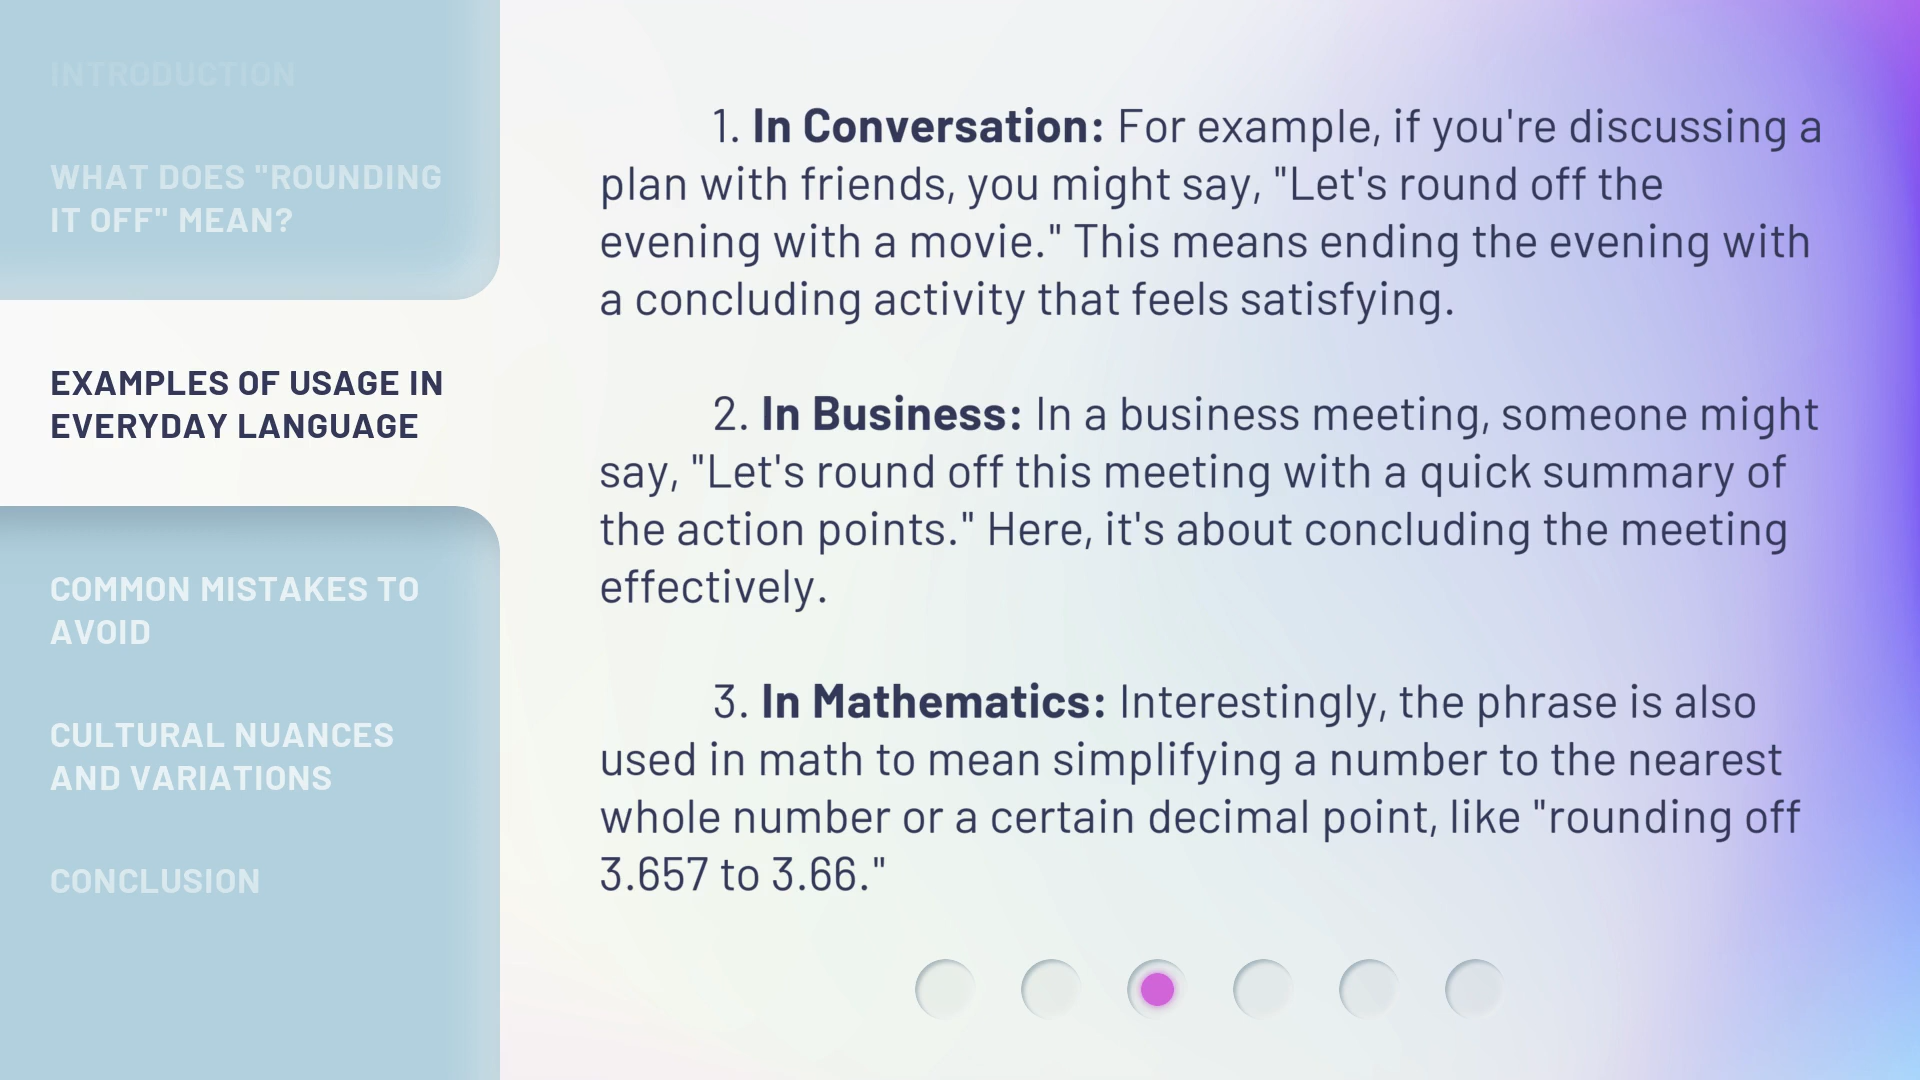 INTRODUCTION
WHAT DOES "ROUNDING
IT OFF" MEAN?
EXAMPLES OF USAGE IN
EVERYDAY LANGUAGE
COMMON MISTAKES TO
AVOID
CULTURAL NUANCES
AND VARIATIONS
CONCLUSION
1. In Conversation: For example, if you're discussing a
plan with friends, you might say, "Let's round off the
evening with a movie." This means ending the evening with
a concluding activity that feels satisfying.
2. In Business: In a business meeting, someone might
say, "Let's round off this meeting with a quick summary of
the action points." Here, it's about concluding the meeting
effectively.
3. In Mathematics: Interestingly, the phrase is also
used in math to mean simplifying a number to the nearest
whole number or a certain decimal point, like "rounding off
3.657 to 3.66."